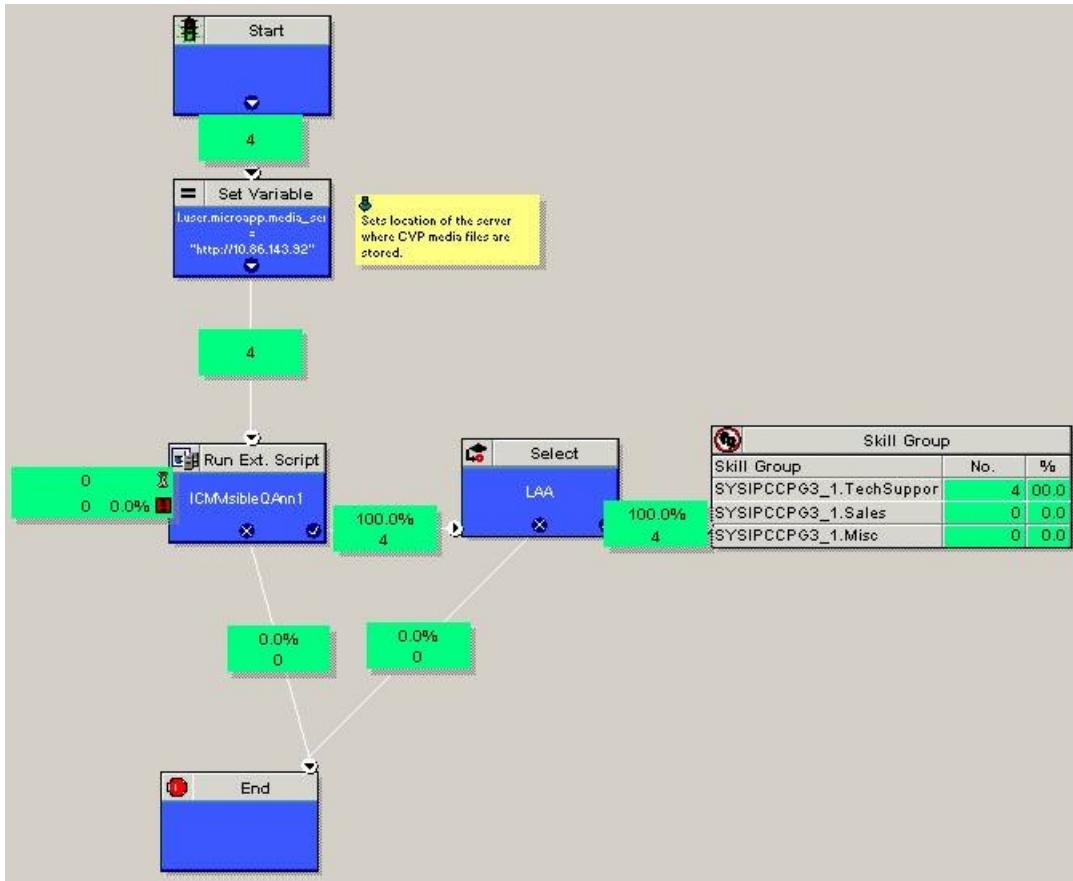 Start
4
= Set Variable
l.user.microapp.media_ser
=
"http://10.86.143.92"
Sets location of the server
where CVP media files are
stored.
4
Run Ext. Script
ICMMsibleQAnn1
0
0 0.0%
100.0%
4
Select
LAA
100.0%
4
Skill Group
Skill Group No. %
SYSIPCCPG3_1.TechSuppor 4 00.0
SYSIPCCPG3_1.Sales 0 0.0
SYSIPCCPG3_1.Misc 0 0.0
0.0%
0
0.0%
0
End